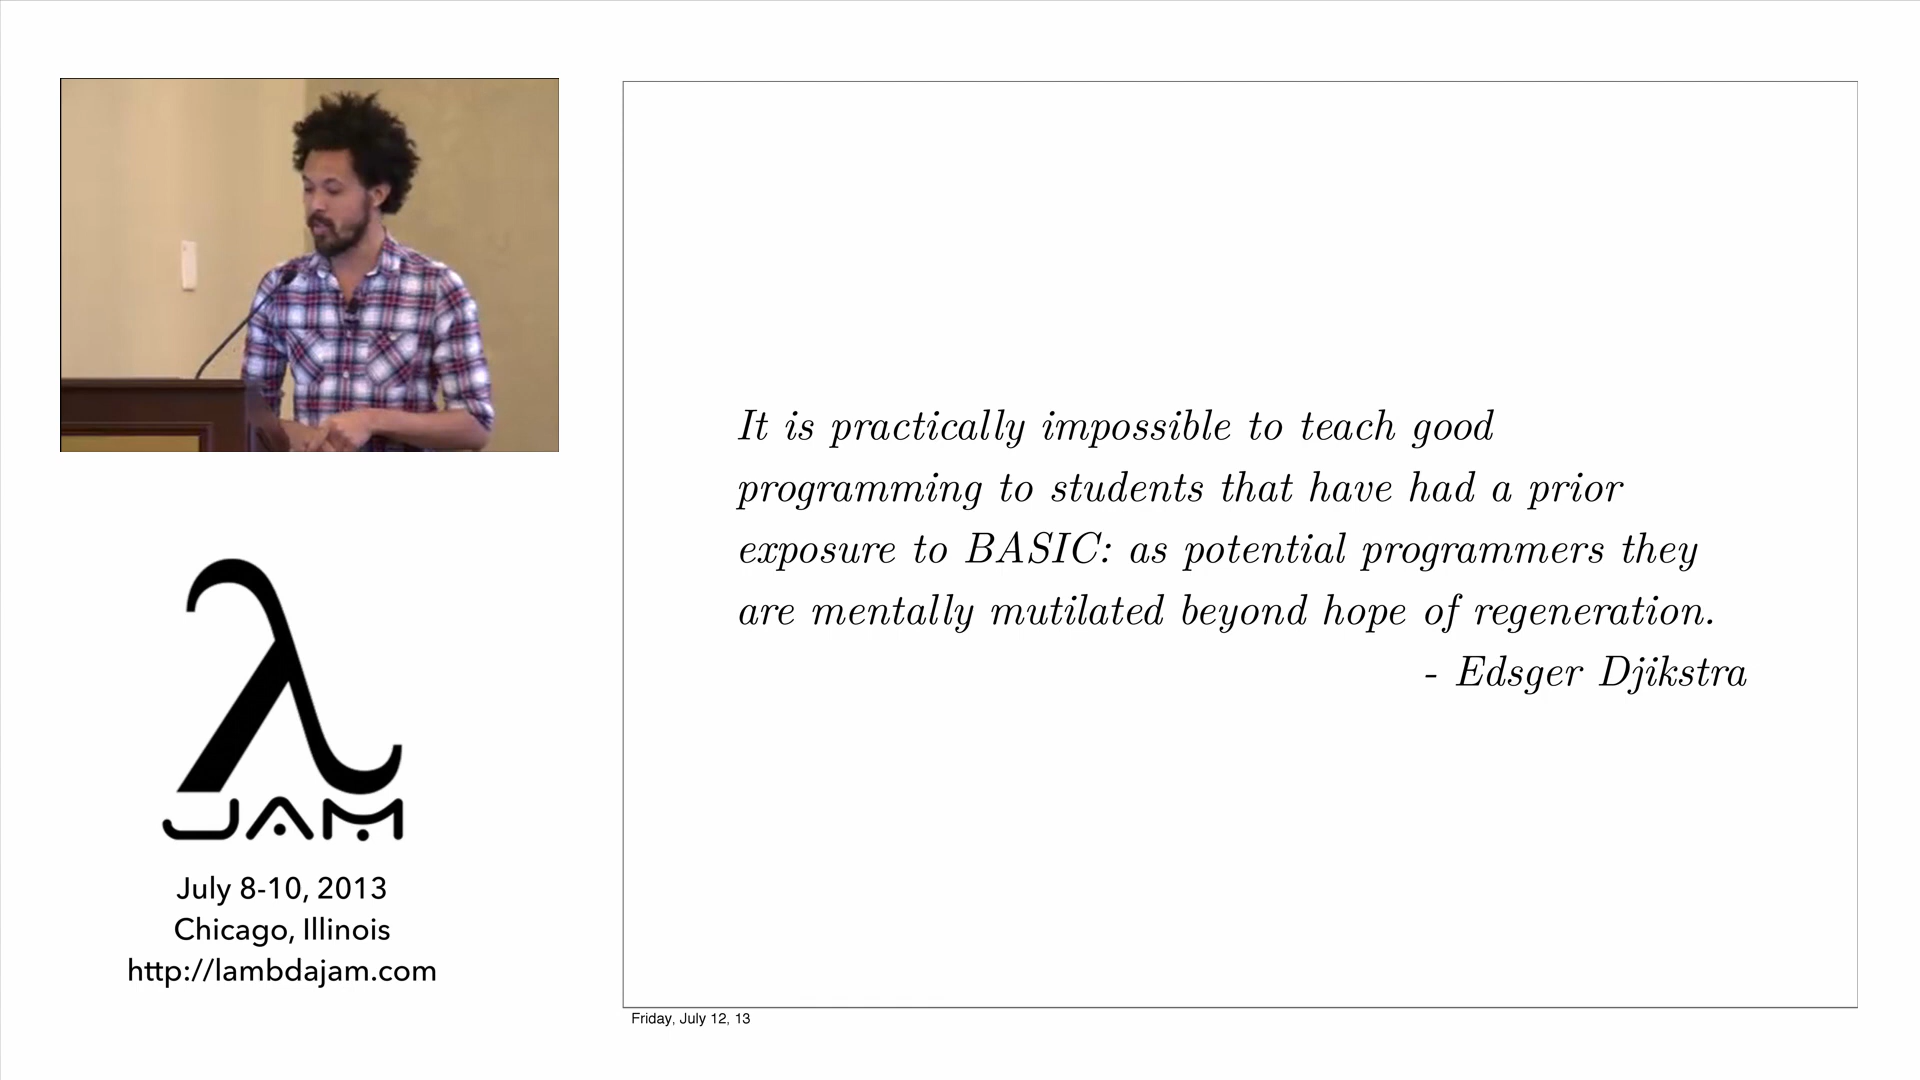 It is practically impossible to teach good
programming to students that have had a prior
exposure to BASIC: as potential programmers they
are mentally mutilated beyond hope of regeneration.
- Edsger Djikstra
λ
JAM
July 8-10, 2013
Chicago, Illinois
http://lambdajam.com
Friday, July 12, 13